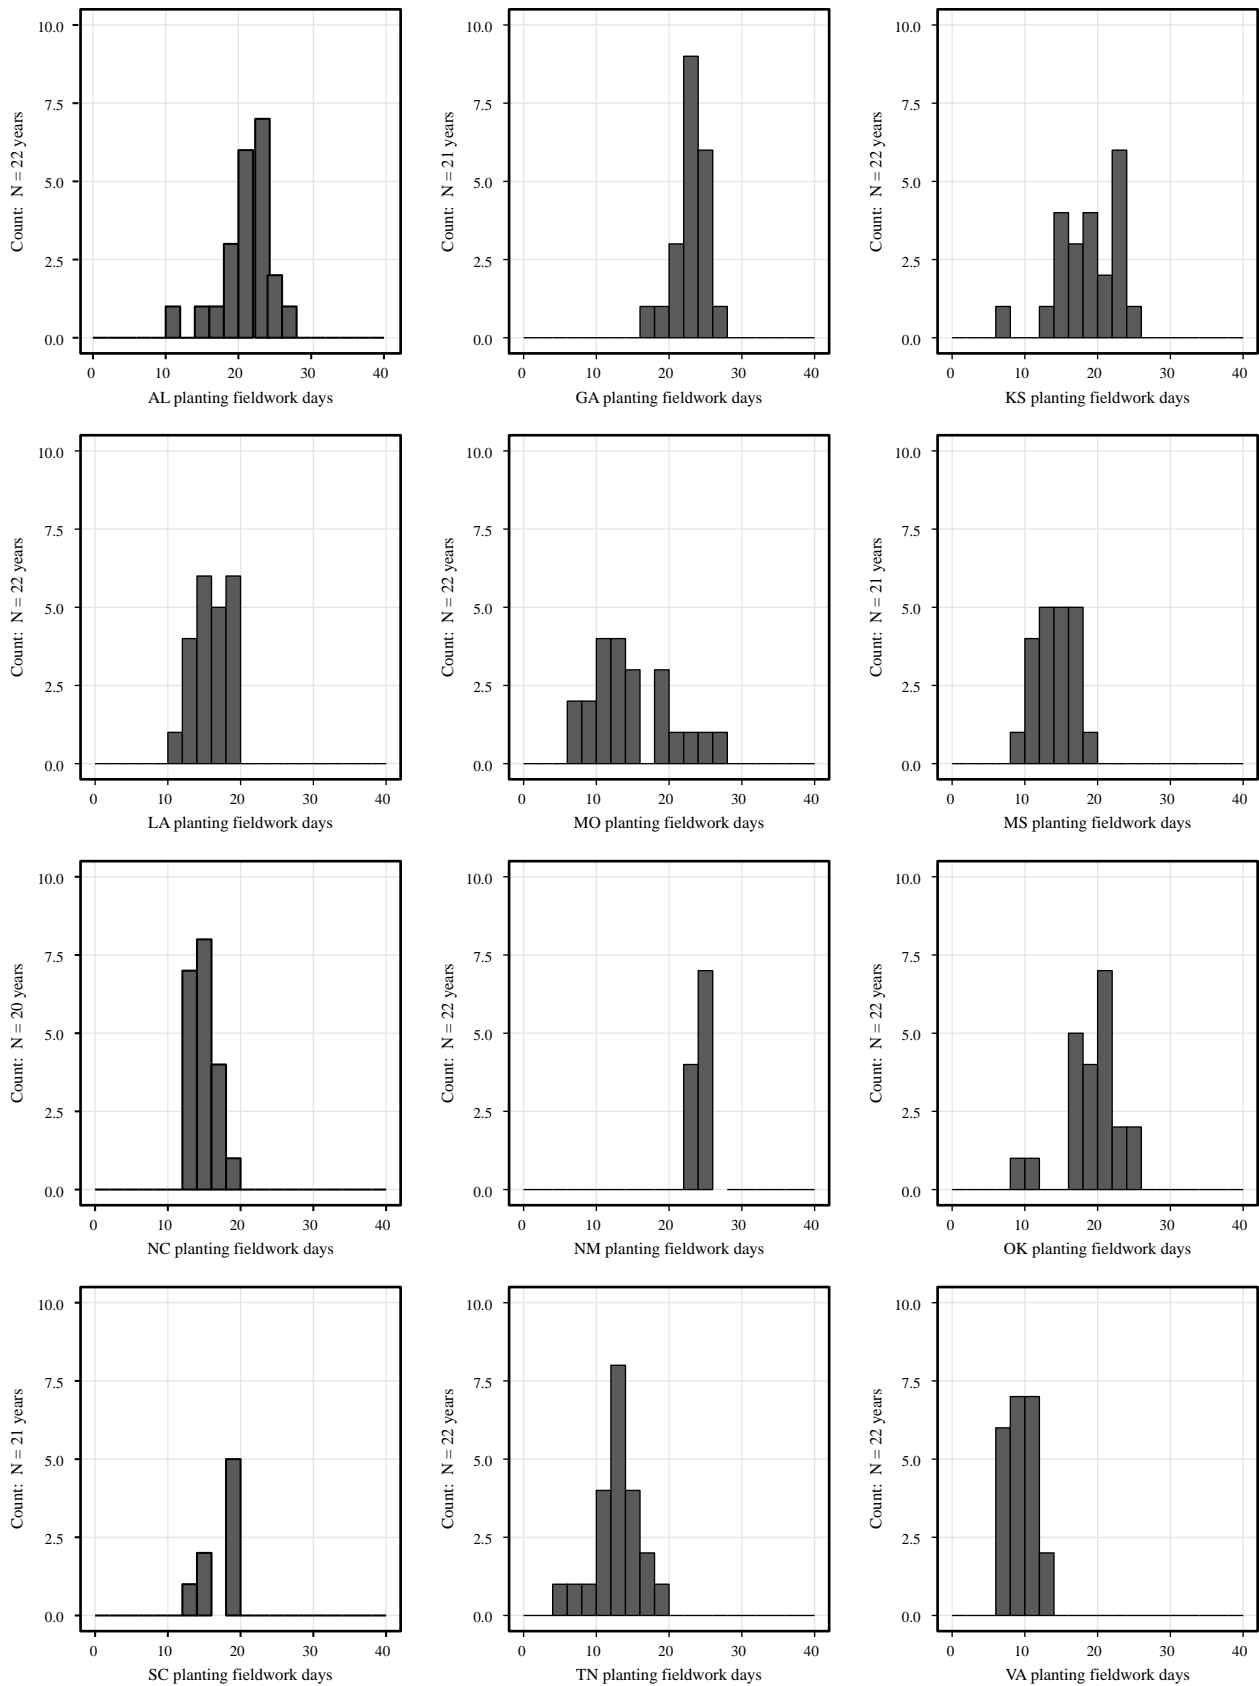 10.0
7.5
5.0
2.5
0.0
Count:  N = 22 years
0 10 20 30 40
AL planting fieldwork days
10.0
7.5
5.0
2.5
0.0
Count:  N = 21 years
0 10 20 30 40
GA planting fieldwork days
10.0
7.5
5.0
2.5
0.0
Count:  N = 22 years
0 10 20 30 40
KS planting fieldwork days
10.0
7.5
5.0
2.5
0.0
Count:  N = 22 years
0 10 20 30 40
LA planting fieldwork days
10.0
7.5
5.0
2.5
0.0
Count:  N = 22 years
0 10 20 30 40
MO planting fieldwork days
10.0
7.5
5.0
2.5
0.0
Count:  N = 21 years
0 10 20 30 40
MS planting fieldwork days
10.0
7.5
5.0
2.5
0.0
Count:  N = 20 years
0 10 20 30 40
NC planting fieldwork days
10.0
7.5
5.0
2.5
0.0
Count:  N = 22 years
0 10 20 30 40
NM planting fieldwork days
10.0
7.5
5.0
2.5
0.0
Count:  N = 22 years
0 10 20 30 40
OK planting fieldwork days
10.0
7.5
5.0
2.5
0.0
Count:  N = 21 years
0 10 20 30 40
SC planting fieldwork days
10.0
7.5
5.0
2.5
0.0
Count:  N = 22 years
0 10 20 30 40
TN planting fieldwork days
10.0
7.5
5.0
2.5
0.0
Count:  N = 22 years
0 10 20 30 40
VA planting fieldwork days